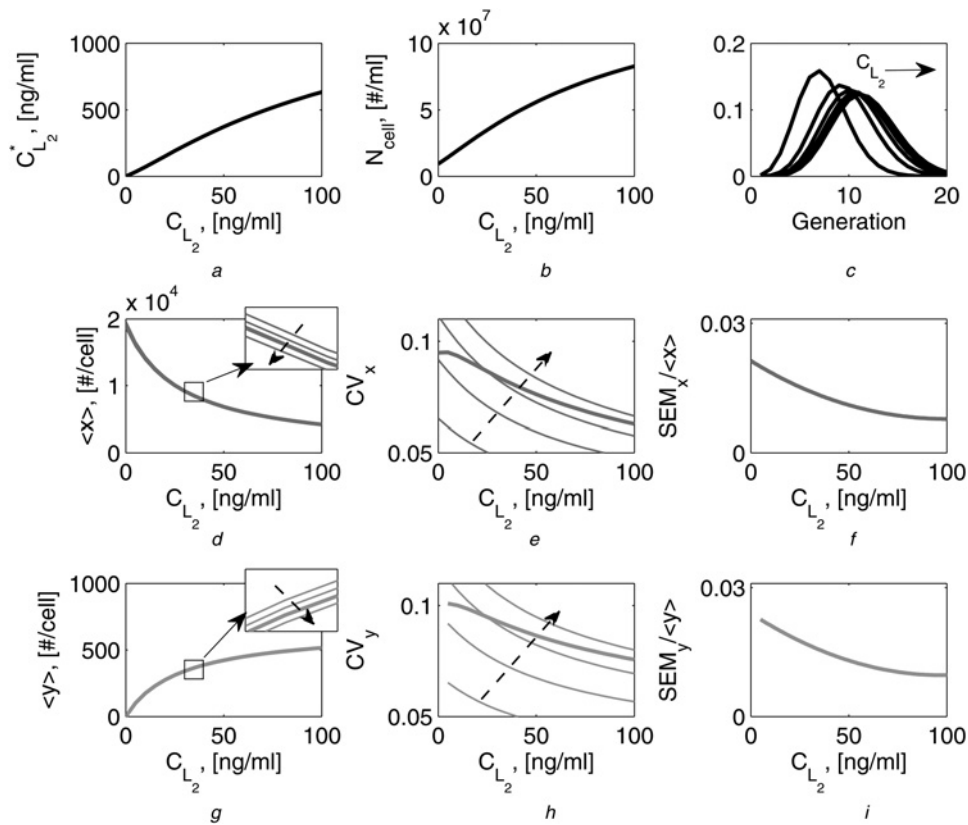 C*L2, [ng/ml]
1000
500
0
0 50 100
CL2, [ng/ml]
a
x 10^7
Ncell, [#/ml]
10
5
0
0 50 100
CL2, [ng/ml]
b
0.2
0.1
0
CL2
0 10 20
Generation
c
x 10^4
<x>, [#/cell]
2
1
0
0 50 100
CL2, [ng/ml]
d
CVx
0.1
0.05
0 50 100
CL2, [ng/ml]
e
SEMx/<x>
0.03
0
0 50 100
CL2, [ng/ml]
f
<y>, [#/cell]
1000
500
0
0 50 100
CL2, [ng/ml]
g
CVy
0.1
0.05
0 50 100
CL2, [ng/ml]
h
SEMy/<y>
0.03
0
0 50 100
CL2, [ng/ml]
i